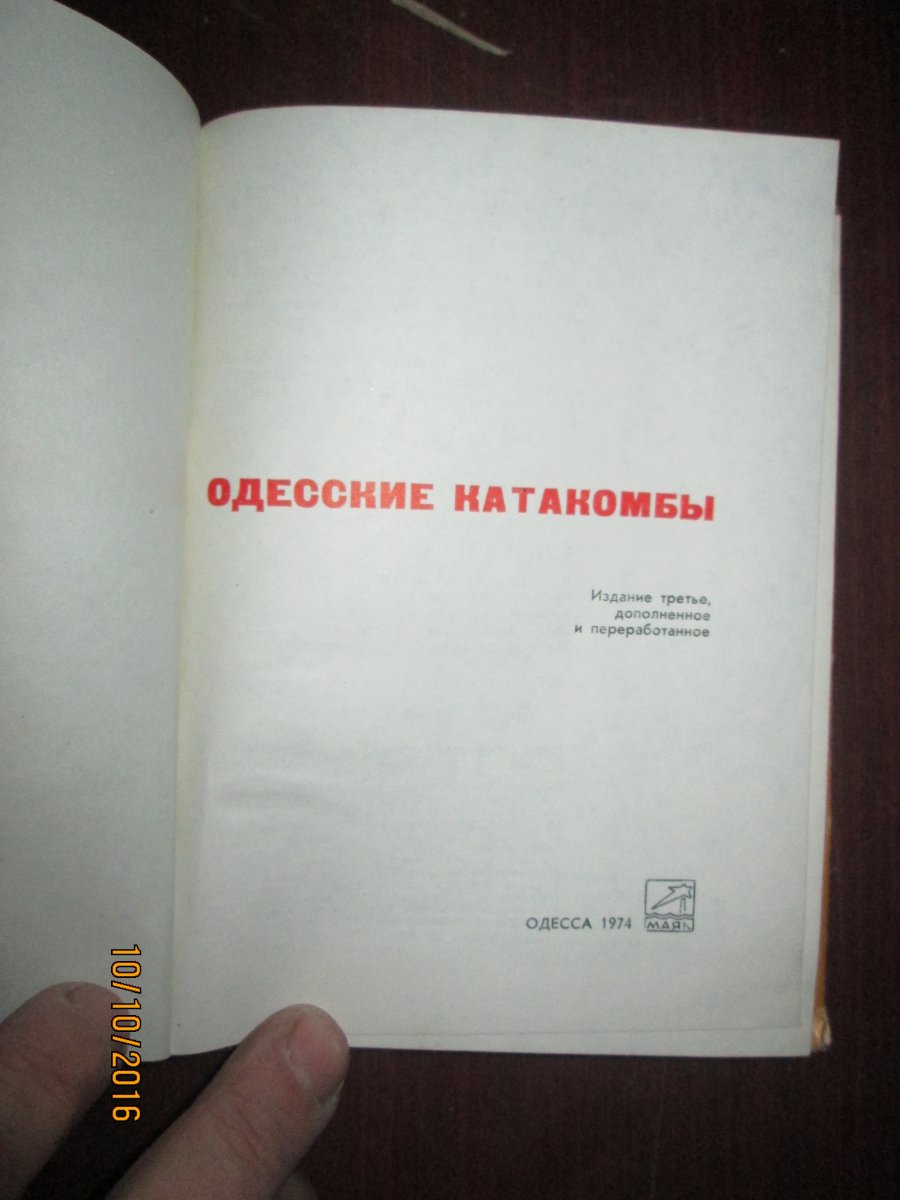 ОДЕССКИЕ КАТАКОМБЫ
Издание третье,
дополненное
и переработанное
ОДЕССА 1974
МАЯК
10/10/2016